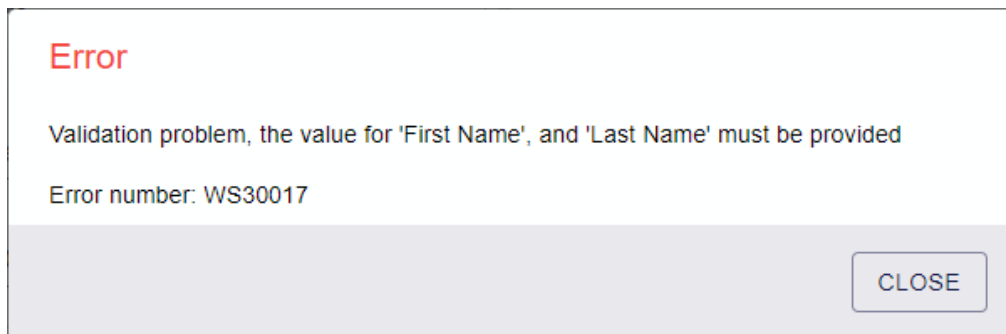 Error
Validation problem, the value for 'First Name', and 'Last Name' must be provided
Error number: WS30017
CLOSE